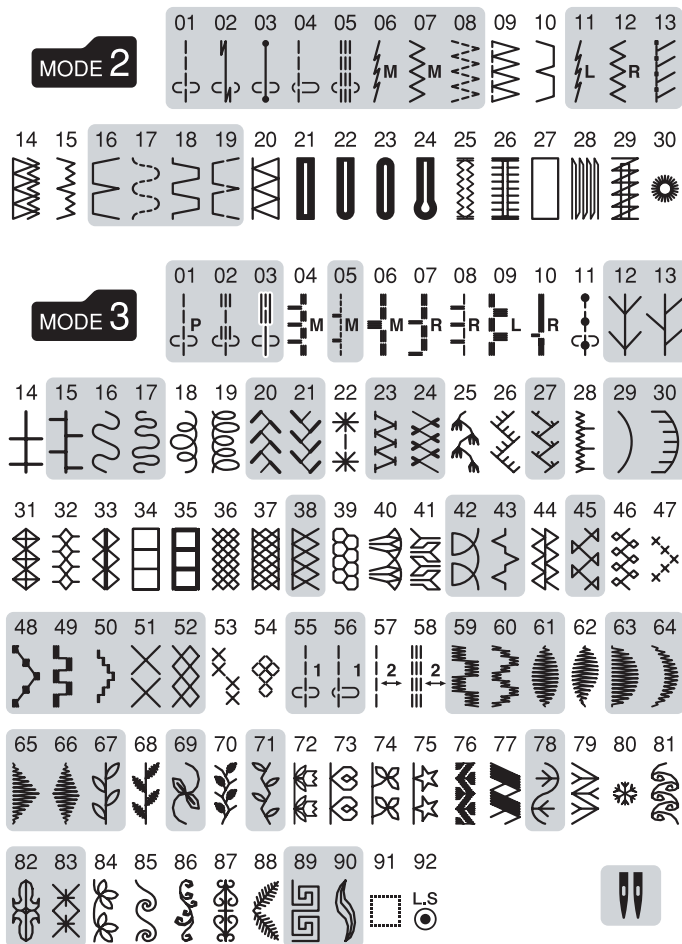 01 02 03 04 05 06 07 08 09 10 11 12 13
MODE 2
M M L R
14 15 16 17 18 19 20 21 22 23 24 25 26 27 28 29 30
01 02 03 04 05 06 07 08 09 10 11 12 13
MODE 3
P M M M R R L R
14 15 16 17 18 19 20 21 22 23 24 25 26 27 28 29 30
31 32 33 34 35 36 37 38 39 40 41 42 43 44 45 46 47
48 49 50 51 52 53 54 55 56 57 58 59 60 61 62 63 64
1 1 2 2
65 66 67 68 69 70 71 72 73 74 75 76 77 78 79 80 81
82 83 84 85 86 87 88 89 90 91 92
L.S